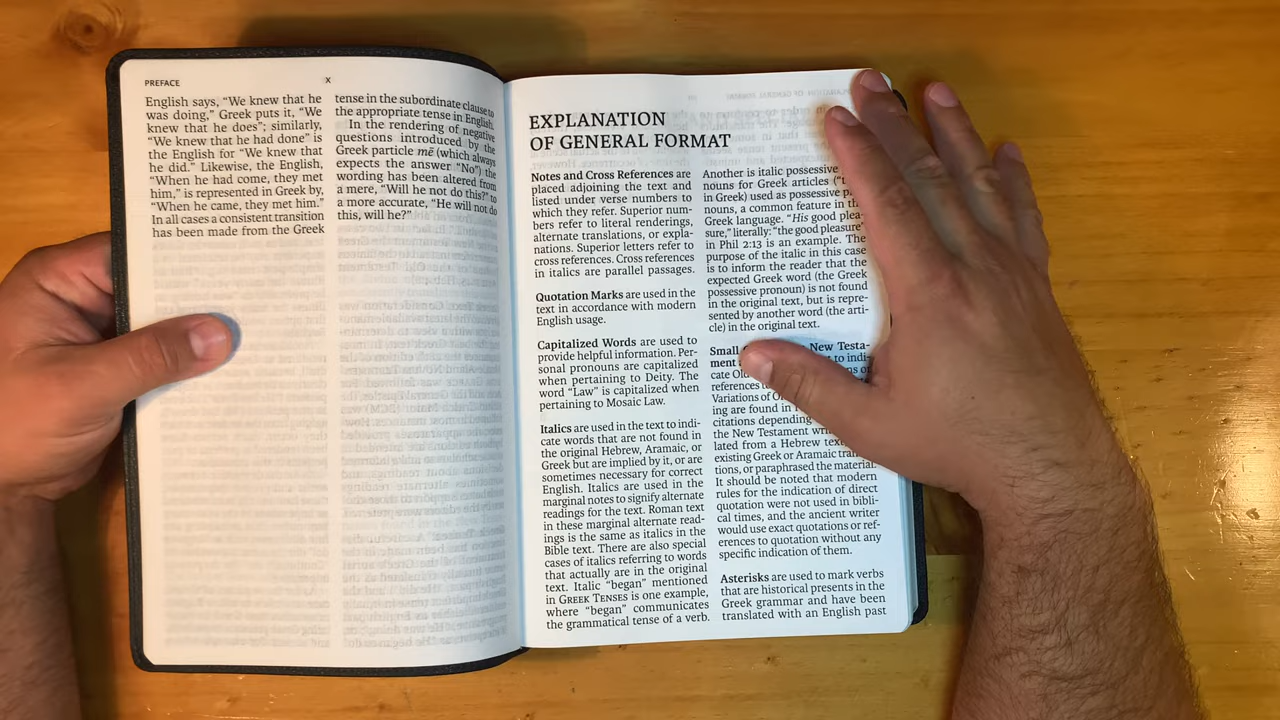 PREFACE
X
English says, “We knew that he
was doing,” Greek puts it, “We
knew that he does”; similarly,
“We knew that he had done” is
the English for “We knew that
he did.” Likewise, the English,
“When he had come, they met
him,” is represented in Greek by,
“When he came, they met him.”
In all cases a consistent transition
has been made from the Greek
tense in the subordinate clause to
the appropriate tense in English.
In the rendering of negative
questions introduced by the
Greek particle mē (which always
expects the answer “No”) the
wording has been altered from
a mere, “Will he not do this?” to
a more accurate, “He will not do
this, will he?”
EXPLANATION
OF GENERAL FORMAT
Notes and Cross References are
placed adjoining the text and
listed under verse numbers to
which they refer. Superior num-
bers refer to literal renderings,
alternate translations, or expla-
nations. Superior letters refer to
cross references. Cross references
in italics are parallel passages.
Quotation Marks are used in the
text in accordance with modern
English usage.
Capitalized Words are used to
provide helpful information. Per-
sonal pronouns are capitalized
when pertaining to Deity. The
word “Law” is capitalized when
pertaining to Mosaic Law.
Italics are used in the text to indi-
cate words that are not found in
the original Hebrew, Aramaic, or
Greek but are implied by it, or are
sometimes necessary for correct
English. Italics are used in the
marginal notes to signify alternate
readings for the text. Roman text
in these marginal alternate read-
ings is the same as italics in the
Bible text. There are also special
cases of italics referring to words
that actually are in the original
text. Italic “began” mentioned
in GREEK TENSES is one example,
where “began” communicates
the grammatical tense of a verb.
Another is italic possessive
nouns for Greek articles
in Greek) used as possessive
nouns, a common feature in the
Greek language. “His good plea-
sure,” literally: “the good pleasure”
in Phil 2:13 is an example. The
purpose of the italic in this case
is to inform the reader that the
expected Greek word (the Greek
possessive pronoun) is not found
in the original text, but is repre-
sented by another word (the arti-
cle) in the original text.
Small New Testa-
ment to indi-
cate
references
Variations of
ing are found in
citations depending
the New Testament
lated from a Hebrew
existing Greek or Aramaic
tions, or paraphrased the material.
It should be noted that modern
rules for the indication of direct
quotation were not used in bibli-
cal times, and the ancient writer
would use exact quotations or ref-
erences to quotation without any
specific indication of them.
Asterisks are used to mark verbs
that are historical presents in the
Greek grammar and have been
translated with an English past